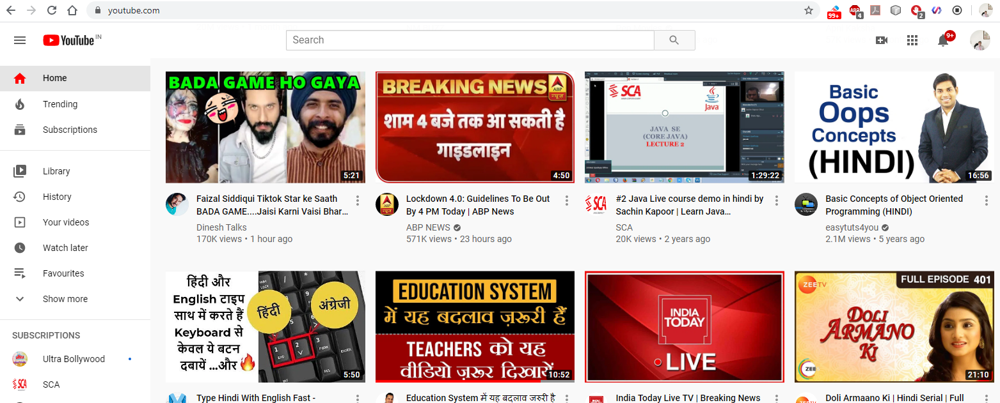 youtube.com
99+
ABP
4
2
YouTube IN
Search
9+
Home
Trending
Subscriptions
Library
History
Your videos
Watch later
Favourites
Show more
SUBSCRIPTIONS
Ultra Bollywood
SCA
BADA GAME HO GAYA
5:21
Faizal Siddiqui Tiktok Star ke Saath
BADA GAME....Jaisi Karni Vaisi Bhar...
Dinesh Talks
170K views • 1 hour ago
BREAKING NEWS
ABP
न्यूज़
शाम 4 बजे तक आ सकती है
गाइडलाइन
4:50
Lockdown 4.0: Guidelines To Be Out
By 4 PM Today | ABP News
ABP NEWS
571K views • 23 hours ago
SCA
Java
JAVA SE
(CORE JAVA)
LECTURE 2
1:29:22
SCA
#2 Java Live course demo in hindi by
Sachin Kapoor | Learn Java...
SCA
20K views • 2 years ago
Basic
Oops
Concepts
(HINDI)
16:56
Basic Concepts of Object Oriented
Programming (HINDI)
easytuts4you
2.1M views • 5 years ago
हिंदी और
English टाइप
साथ में करते हैं
Keyboard से
केवल ये बटन
दबायें ...और
हिंदी
अंग्रेजी
5:50
Type Hindi With English Fast -
EDUCATION SYSTEM
में यह बदलाव ज़रूरी हैं
TEACHERS को यह
वीडियो ज़रूर दिखायें
10:52
Education System में यह बदलाव जरुरी है
INDIA
TODAY
LIVE
India Today Live TV | Breaking News
ZEE TV
FULL EPISODE 401
DOLI
ARMANO
KI
ZEE
21:10
Doli Armaano Ki | Hindi Serial | Full